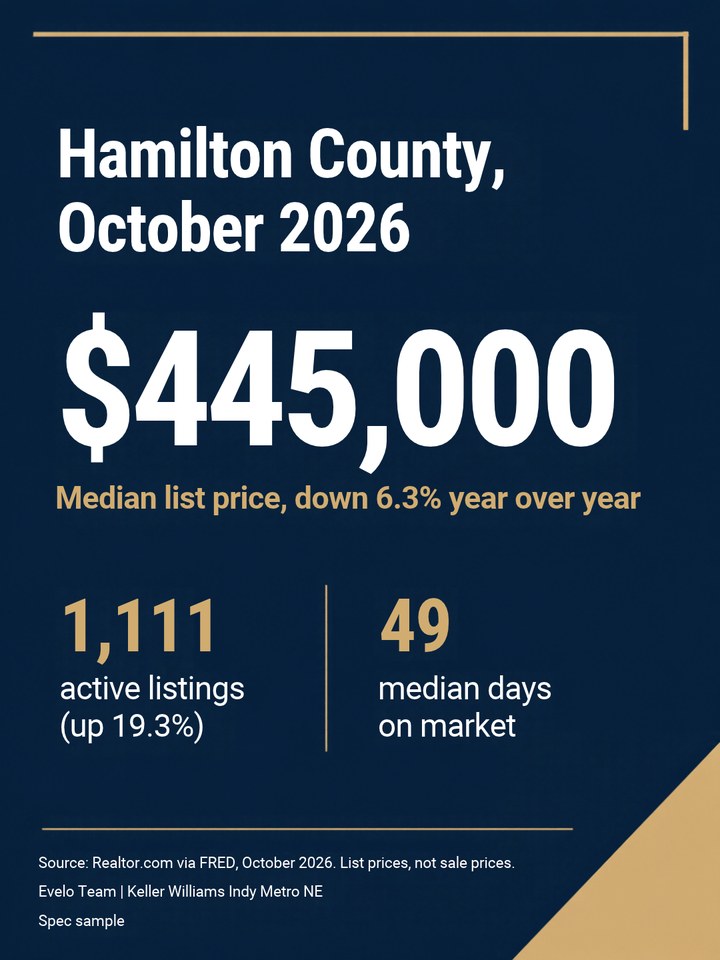 Hamilton County,
October 2026
$445,000
Median list price, down 6.3% year over year
1,111
active listings
(up 19.3%)
49
median days
on market
Source: Realtor.com via FRED, October 2026. List prices, not sale prices.
Evelo Team | Keller Williams Indy Metro NE
Spec sample